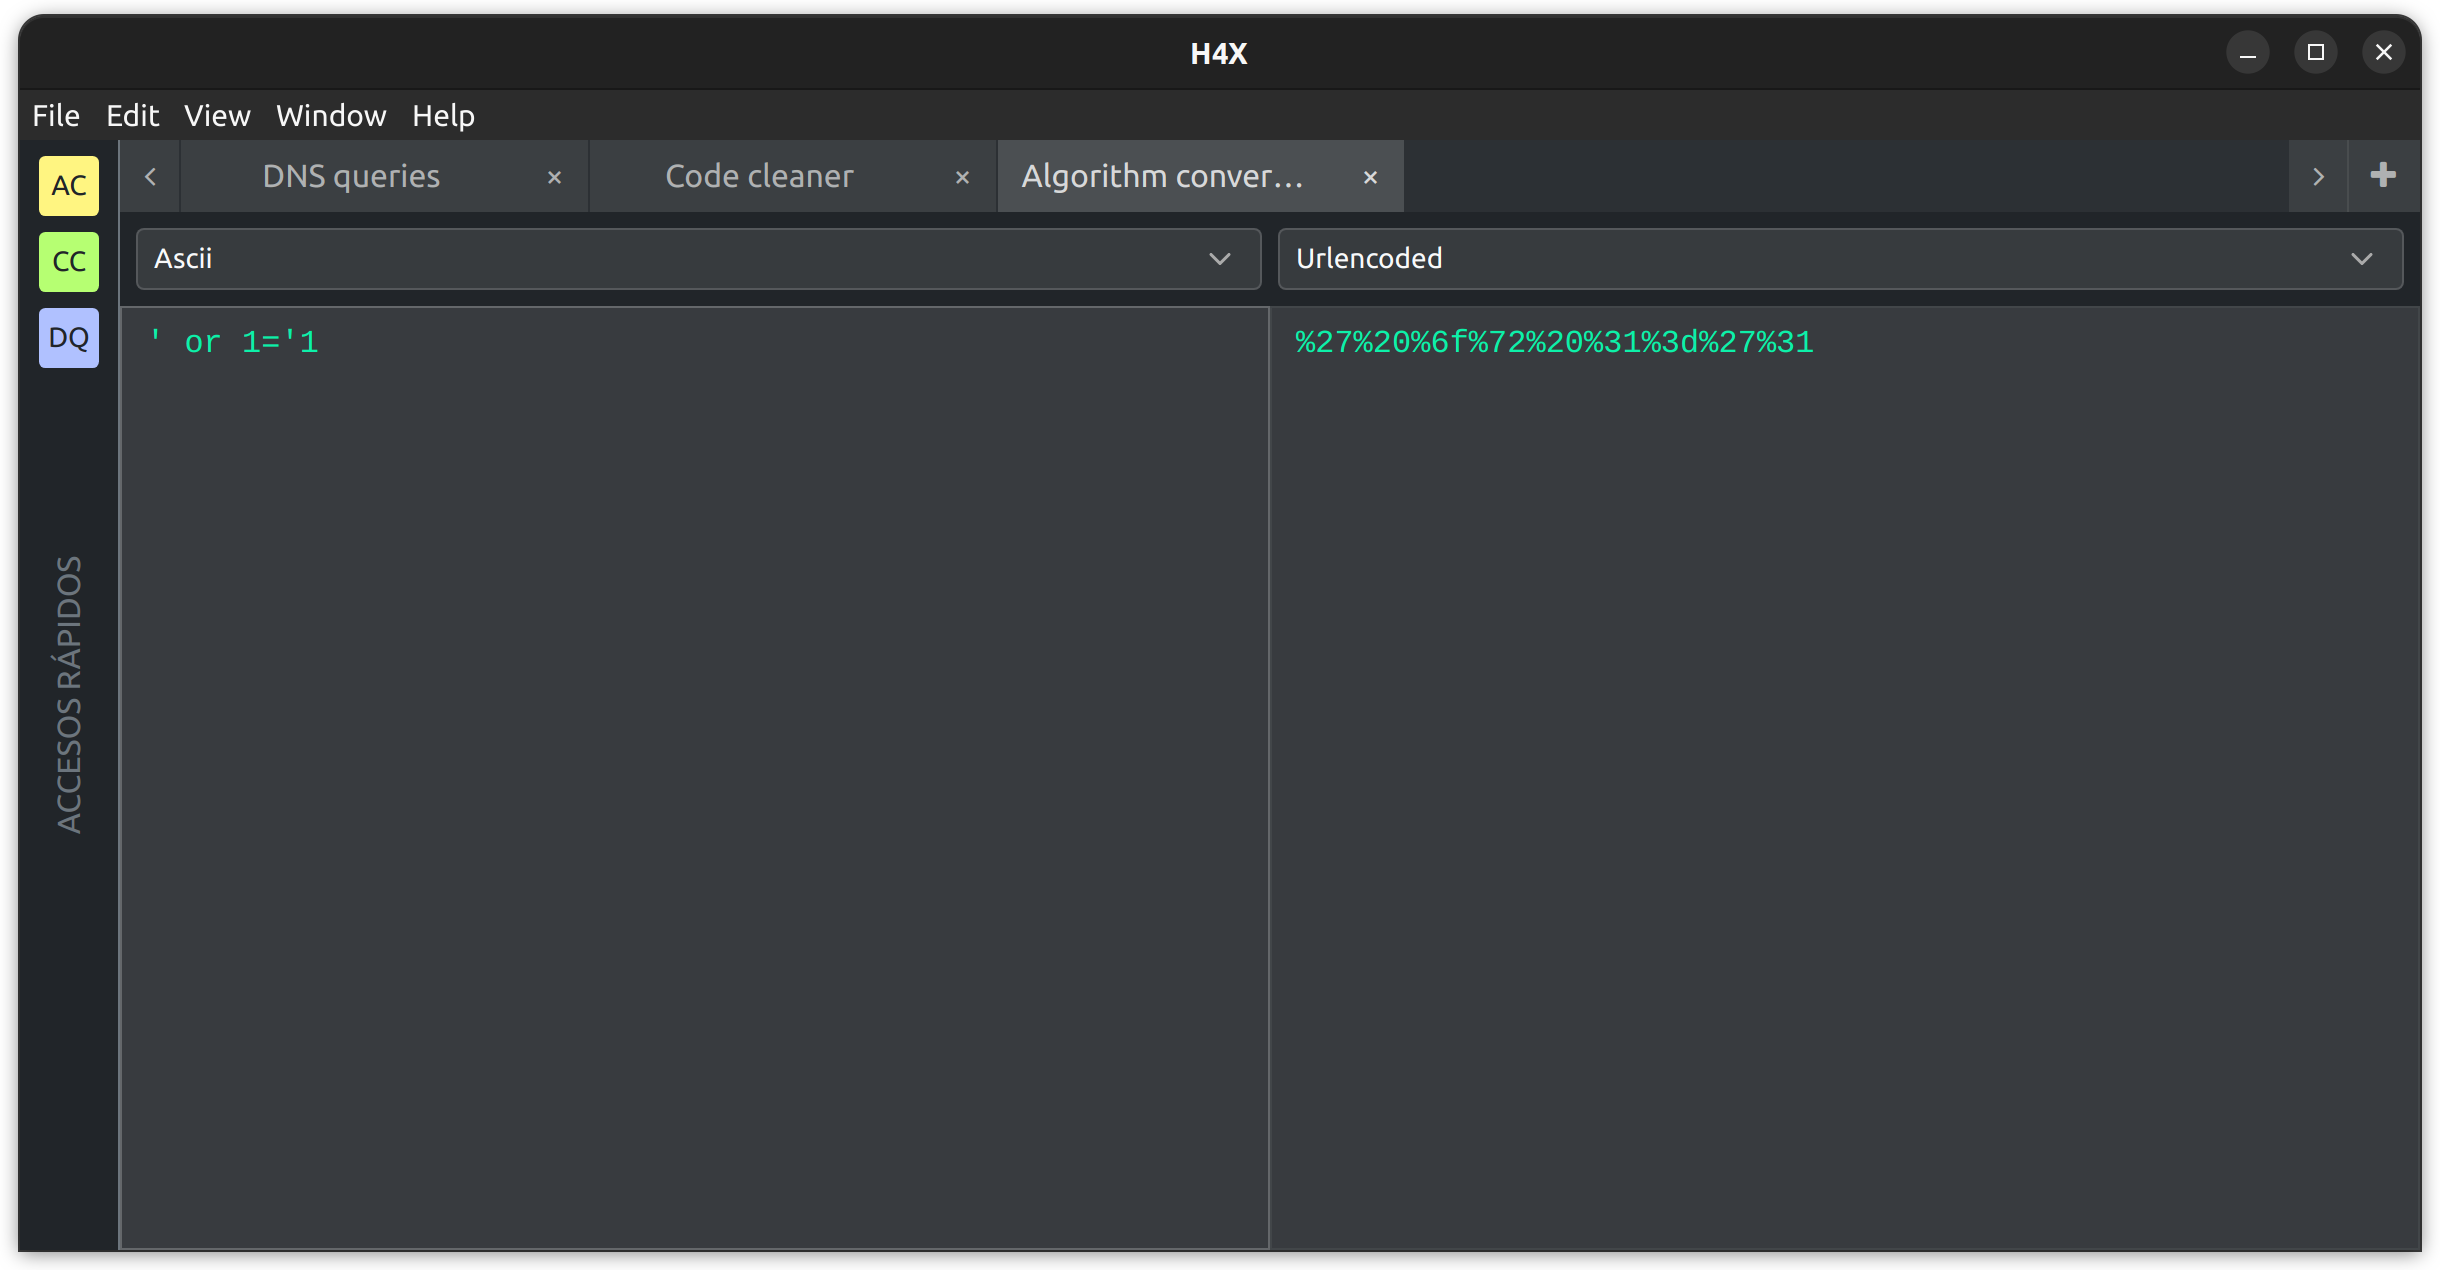 H4X
File Edit View Window Help
AC
CC
DQ
ACCESOS RÁPIDOS
DNS queries
Code cleaner
Algorithm conver...
Ascii
Urlencoded
' or 1='1
%27%20%6f%72%20%31%3d%27%31